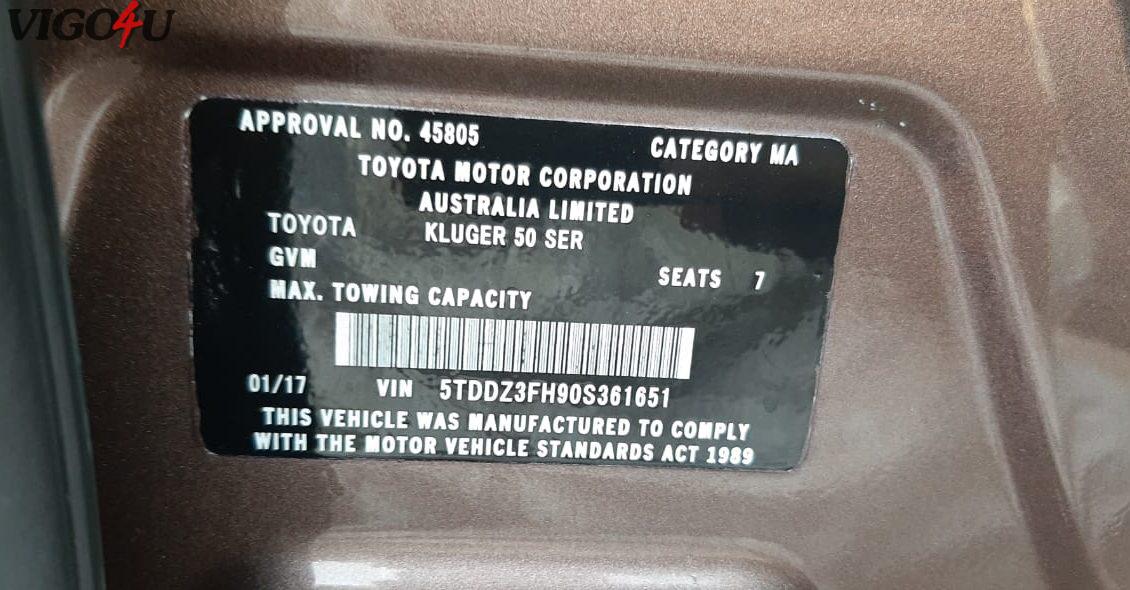 VIGO4U
APPROVAL NO. 45805 CATEGORY MA
TOYOTA MOTOR CORPORATION
AUSTRALIA LIMITED
TOYOTA KLUGER 50 SER
GVM SEATS 7
MAX. TOWING CAPACITY
01/17 VIN 5TDDZ3FH90S361651
THIS VEHICLE WAS MANUFACTURED TO COMPLY
WITH THE MOTOR VEHICLE STANDARDS ACT 1989